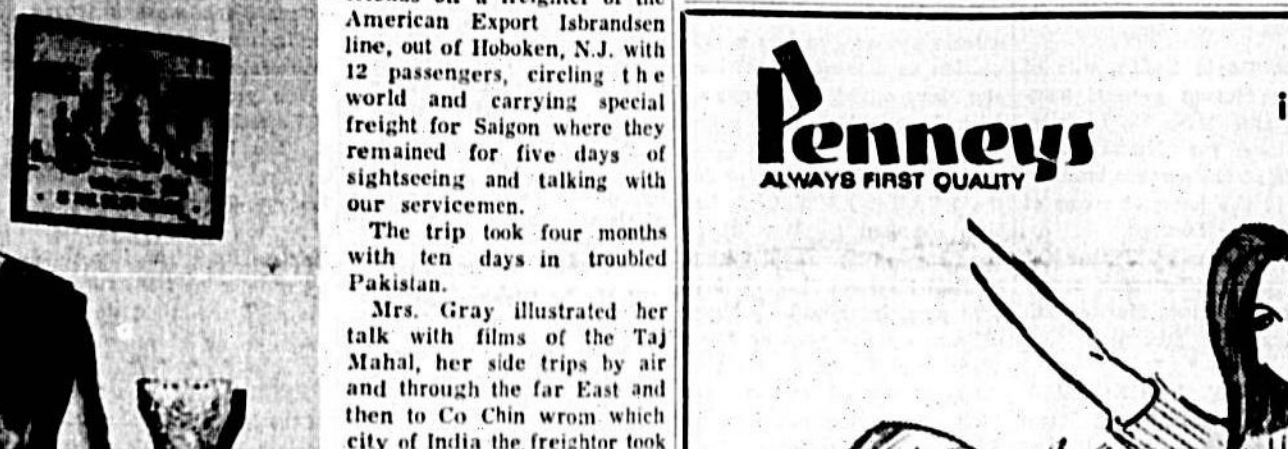 American Export Isbrandsen
line, out of Hoboken, N.J. with
12 passengers, circling the
world and carrying special
freight for Saigon where they
remained for five days of
sightseeing and talking with
our servicemen.
The trip took four months
with ten days in troubled
Pakistan.
Mrs. Gray illustrated her
talk with films of the Taj
Mahal, her side trips by air
and through the far East and
then to Co Chin wrom which
city of India the freightor took
Penneys
ALWAYS FIRST QUALITY